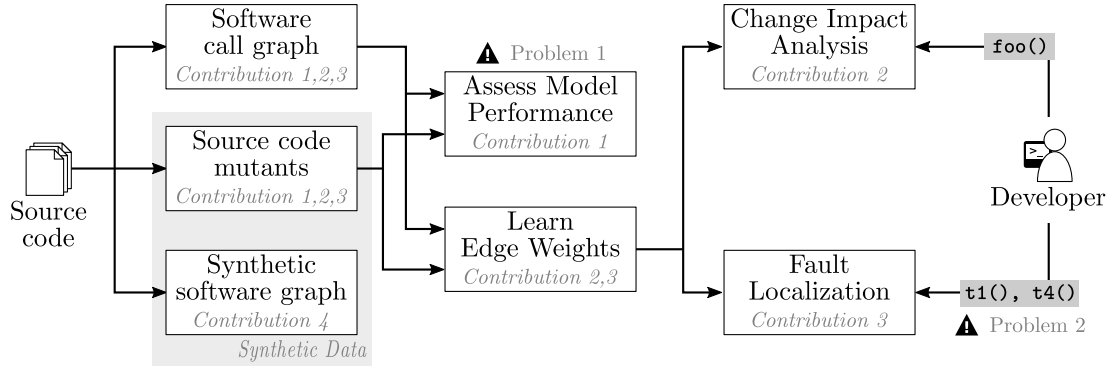 Source
code
Software
call graph
Contribution 1,2,3
Source code
mutants
Contribution 1,2,3
Synthetic
software graph
Contribution 4
Synthetic Data
Problem 1
Assess Model
Performance
Contribution 1
Learn
Edge Weights
Contribution 2,3
Change Impact
Analysis
Contribution 2
Fault
Localization
Contribution 3
foo()
>_
Developer
t1(), t4()
Problem 2